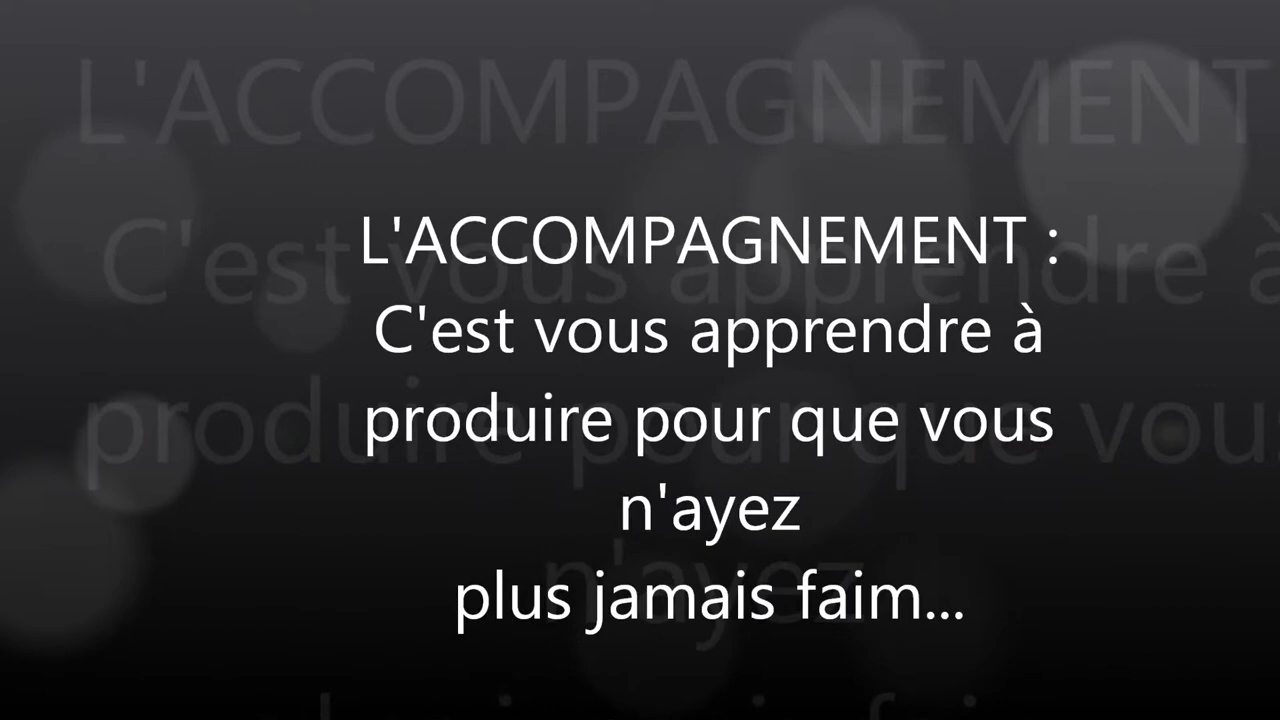 L'ACCOMPAGNEMENT :
C'est vous apprendre à
produire pour que vous
n'ayez
plus jamais faim...